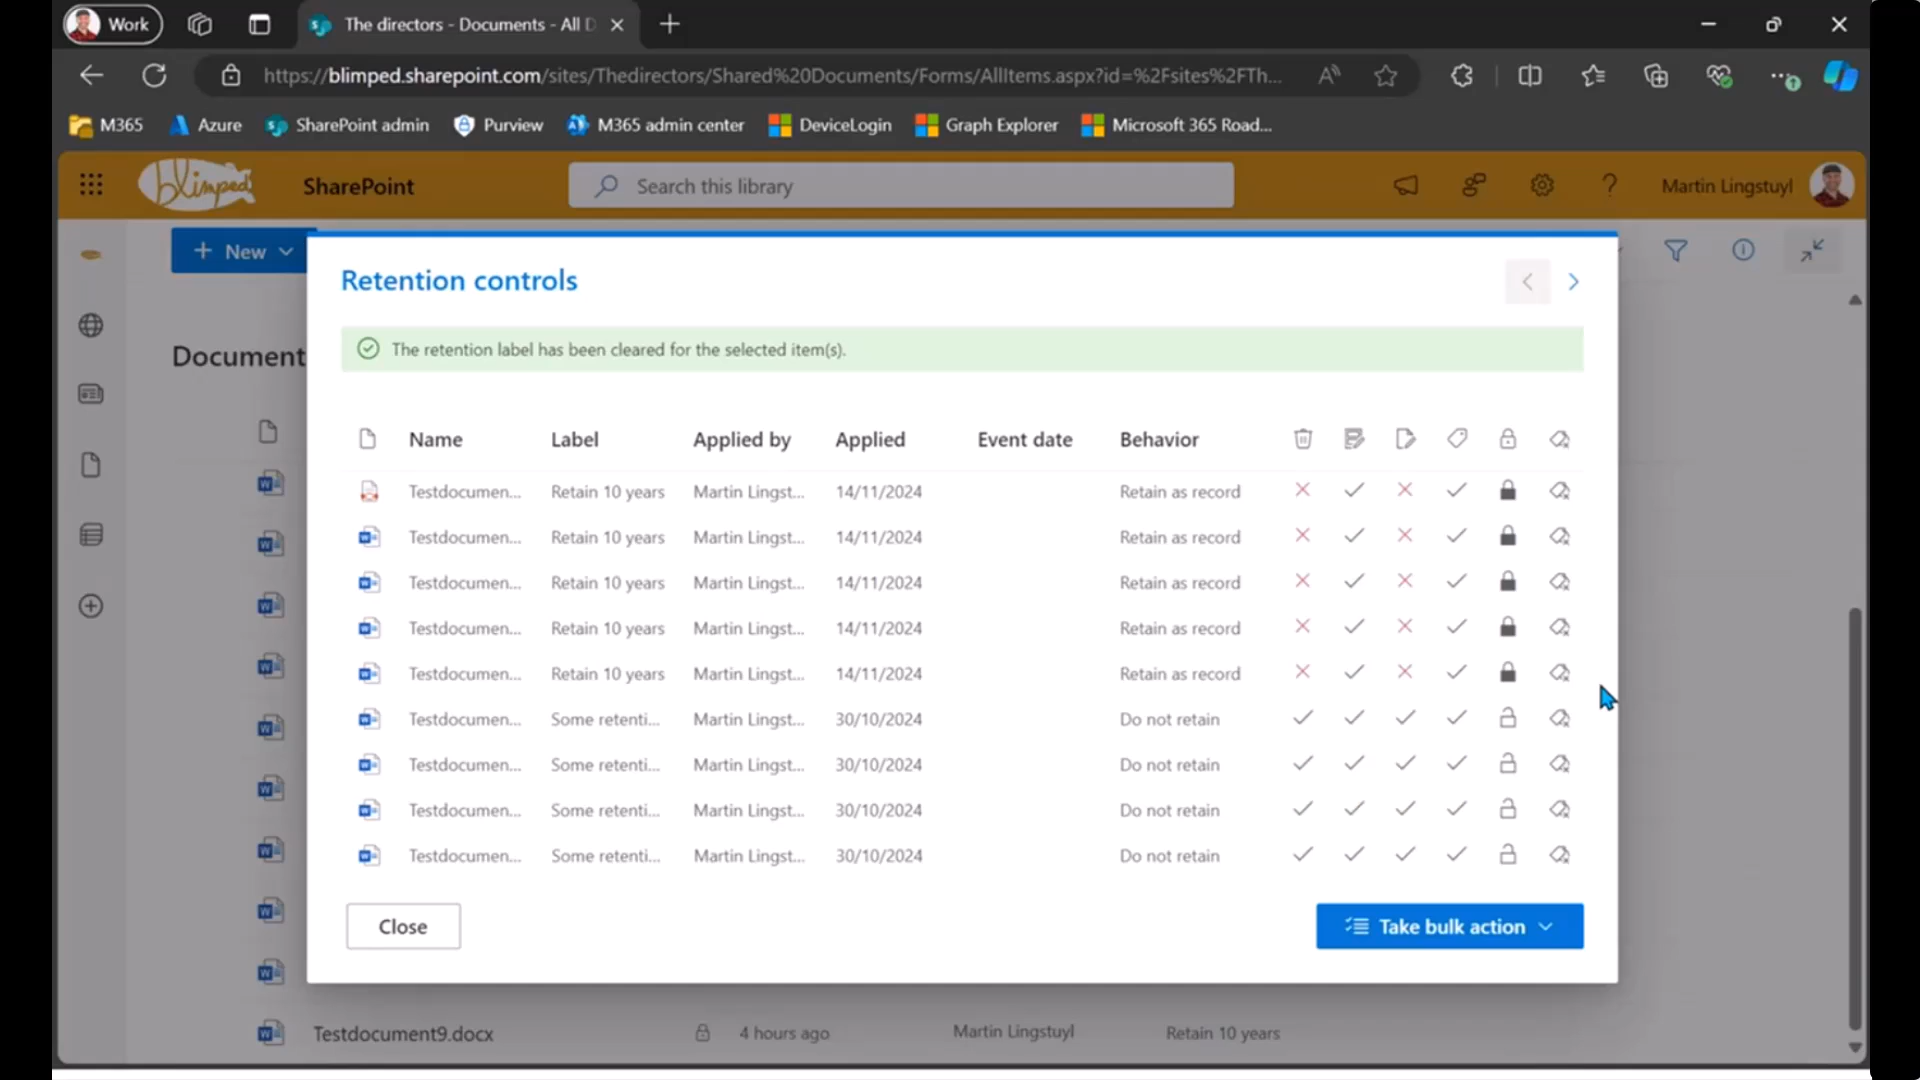 Work
The directors - Documents - All D
https://blimped.sharepoint.com/sites/Thedirectors/Shared%20Documents/Forms/AllItems.aspx?id=%2Fsites%2FTh...
M365 Azure SharePoint admin Purview M365 admin center DeviceLogin Graph Explorer Microsoft 365 Road...
blimped SharePoint Search this library Martin Lingstuyl
New
Retention controls
The retention label has been cleared for the selected item(s).
Document
Name Label Applied by Applied Event date Behavior
Testdocumen... Retain 10 years Martin Lingst... 14/11/2024 Retain as record
Testdocumen... Retain 10 years Martin Lingst... 14/11/2024 Retain as record
Testdocumen... Retain 10 years Martin Lingst... 14/11/2024 Retain as record
Testdocumen... Retain 10 years Martin Lingst... 14/11/2024 Retain as record
Testdocumen... Retain 10 years Martin Lingst... 14/11/2024 Retain as record
Testdocumen... Some retenti... Martin Lingst... 30/10/2024 Do not retain
Testdocumen... Some retenti... Martin Lingst... 30/10/2024 Do not retain
Testdocumen... Some retenti... Martin Lingst... 30/10/2024 Do not retain
Testdocumen... Some retenti... Martin Lingst... 30/10/2024 Do not retain
Close Take bulk action
Testdocument9.docx 4 hours ago Martin Lingstuyl Retain 10 years